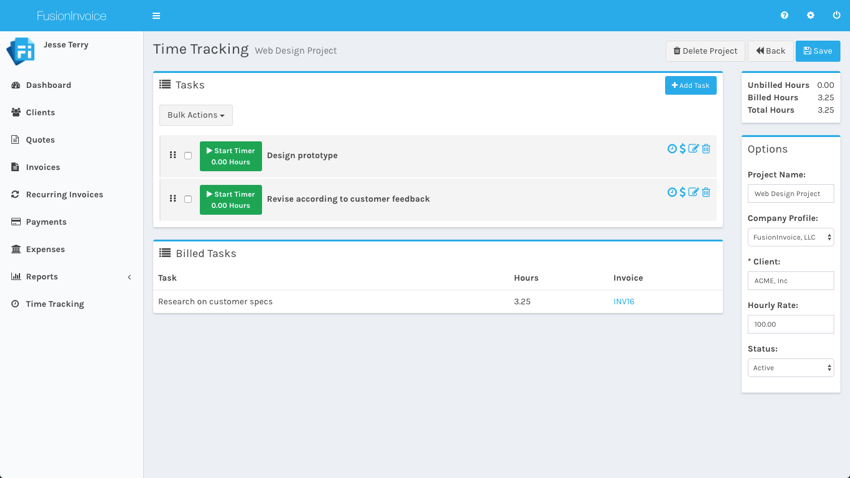 FusionInvoice
Jesse Terry
Dashboard
Clients
Quotes
Invoices
Recurring Invoices
Payments
Expenses
Reports
Time Tracking
Time Tracking Web Design Project
Delete Project
Back
Save
Tasks
Add Task
Bulk Actions
Start Timer
0.00 Hours
Design prototype
Start Timer
0.00 Hours
Revise according to customer feedback
Billed Tasks
Task Hours Invoice
Research on customer specs 3.25 INV16
Unbilled Hours 0.00
Billed Hours 3.25
Total Hours 3.25
Options
Project Name:
Web Design Project
Company Profile:
FusionInvoice, LLC
* Client:
ACME, Inc
Hourly Rate:
100.00
Status:
Active